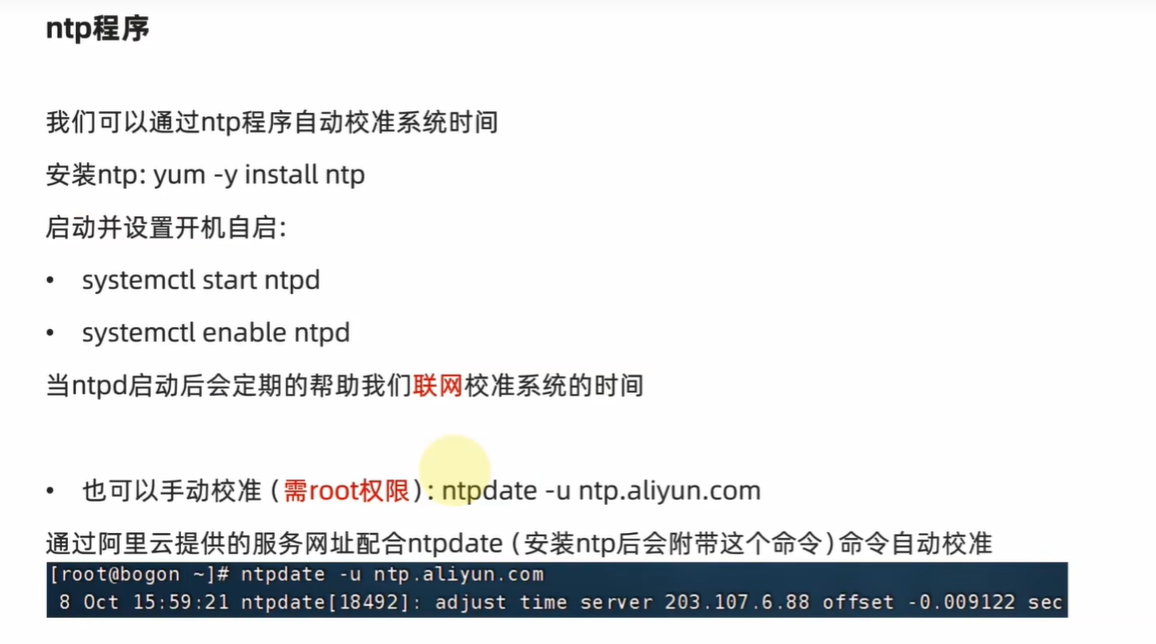 ntp程序
我们可以通过ntp程序自动校准系统时间
安装ntp: yum -y install ntp
启动并设置开机自启:
• systemctl start ntpd
• systemctl enable ntpd
当ntpd启动后会定期的帮助我们联网校准系统的时间
• 也可以手动校准（需root权限）: ntpdate -u ntp.aliyun.com
通过阿里云提供的服务网址配合ntpdate（安装ntp后会附带这个命令）命令自动校准
[root@bogon ~]# ntpdate -u ntp.aliyun.com
8 Oct 15:59:21 ntpdate[18492]: adjust time server 203.107.6.88 offset -0.009122 sec